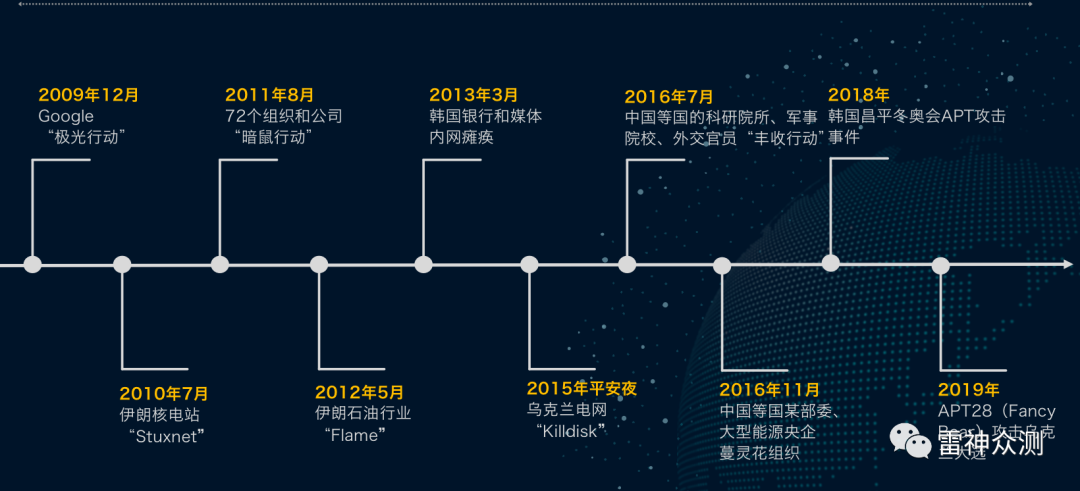 2009年12月
Google
“极光行动”
2011年8月
72个组织和公司
“暗鼠行动”
2013年3月
韩国银行和媒体
内网瘫痪
2016年7月
中国等国的科研院所、军事
院校、外交官员“丰收行动”
2018年
韩国昌平冬奥会APT攻击
事件
2010年7月
伊朗核电站
“Stuxnet”
2012年5月
伊朗石油行业
“Flame”
2015年平安夜
乌克兰电网
“Killdisk”
2016年11月
中国等国某部委、
大型能源央企
蔓灵花组织
2019年
APT28（Fancy
Bear）攻击乌克
兰大选
雷神众测